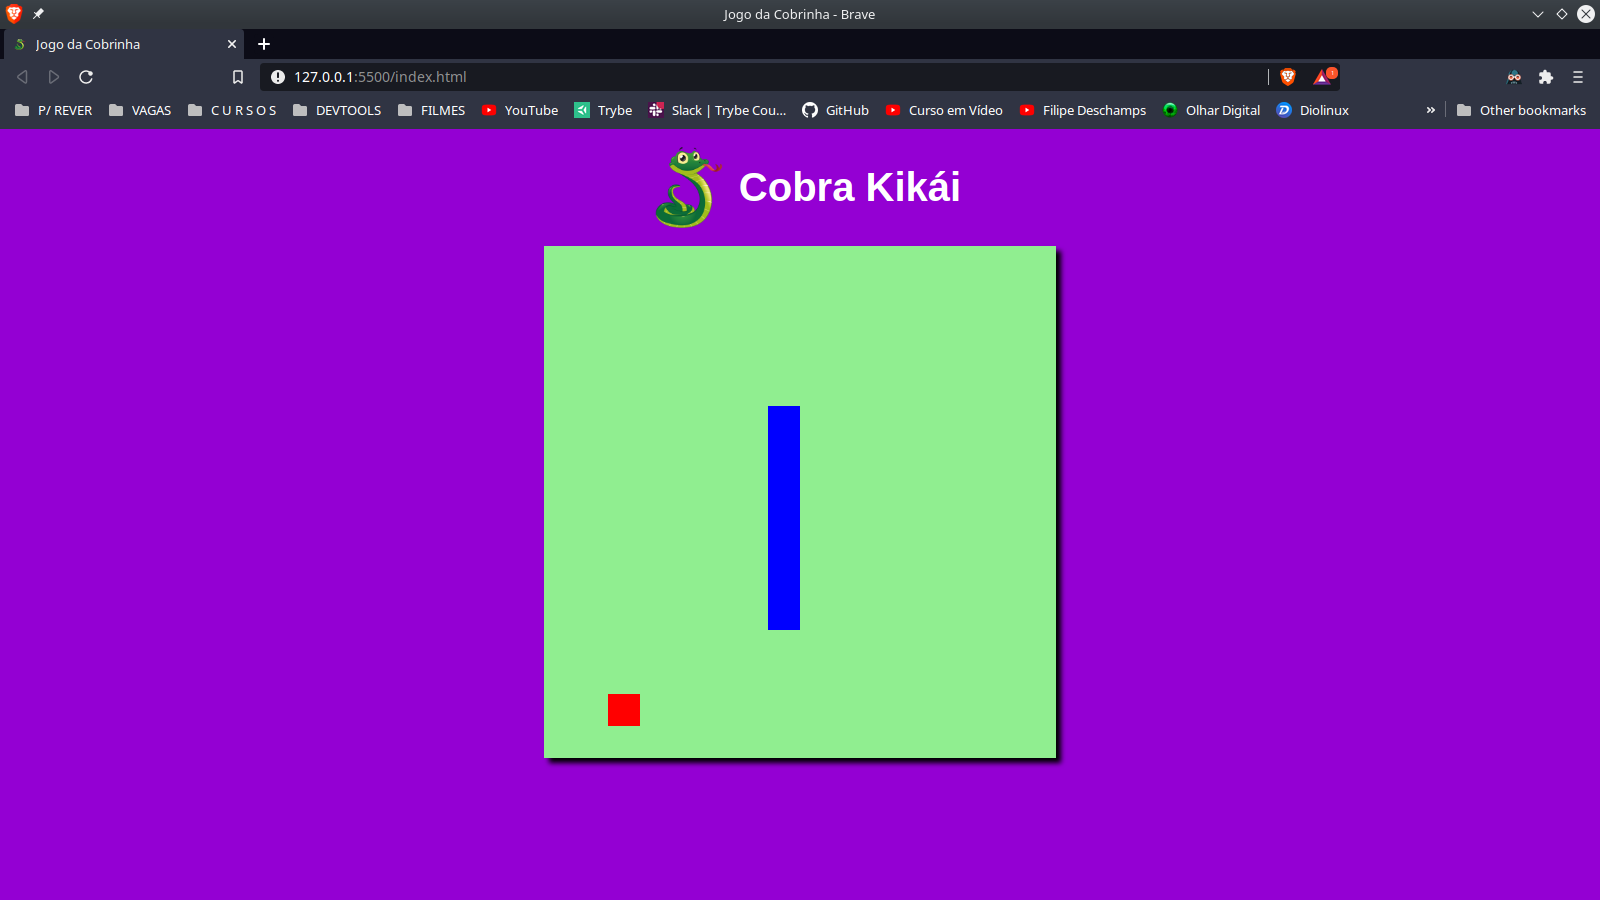 Jogo da Cobrinha - Brave
Jogo da Cobrinha
127.0.0.1:5500/index.html
P/ REVER VAGAS C U R S O S DEVTOOLS FILMES YouTube Trybe Slack | Trybe Cou... GitHub Curso em Vídeo Filipe Deschamps Olhar Digital Diolinux » Other bookmarks
Cobra Kikái